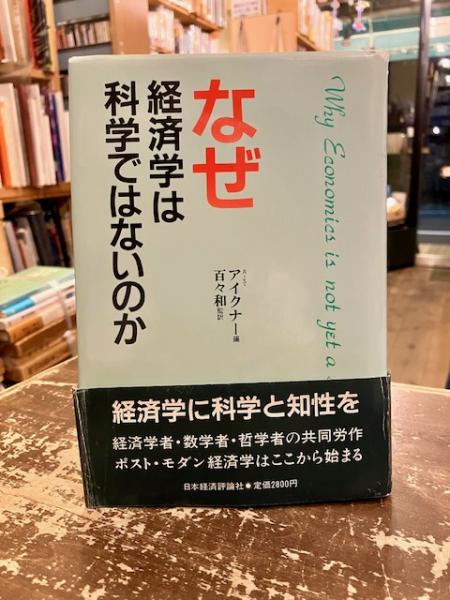 なぜ
経済学は
科学ではないのか
Why Economics is not yet a
アイクナー編
百々和監訳
経済学に科学と知性を
経済学者・数学者・哲学者の共同労作
ポスト・モダン経済学はここから始まる
日本経済評論社●定価2800円